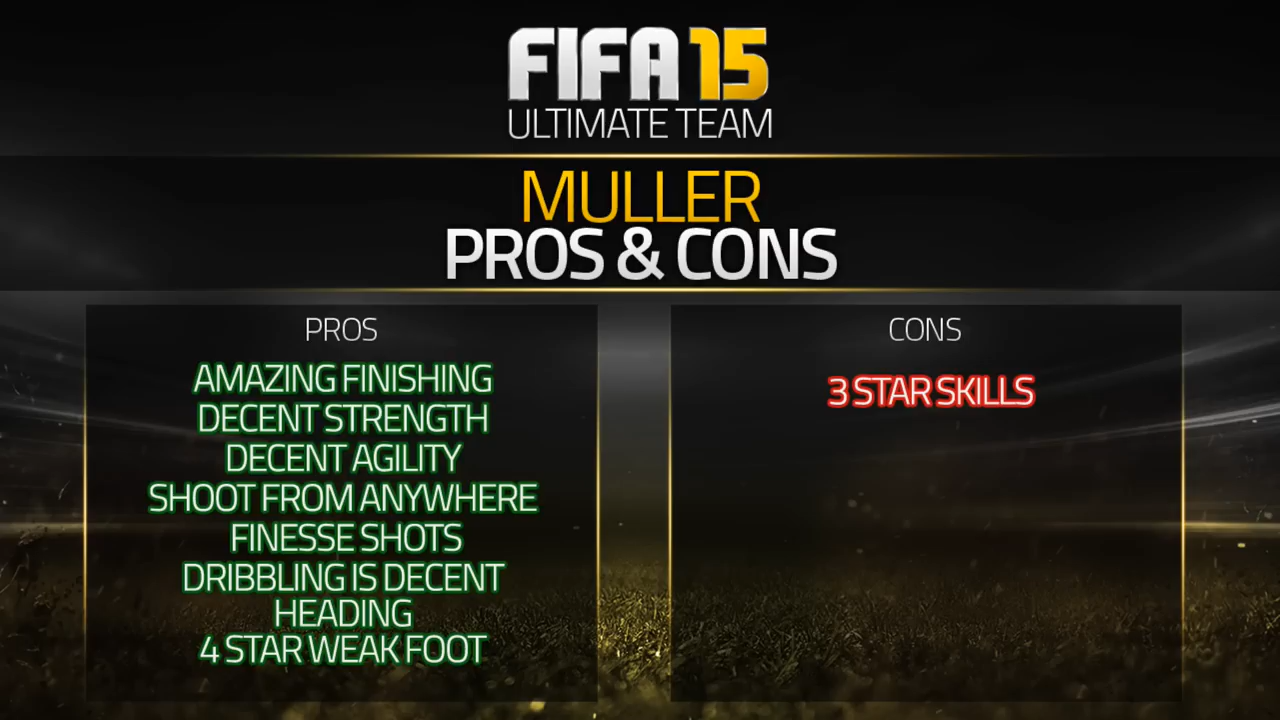 FIFA 15
ULTIMATE TEAM
MULLER
PROS & CONS
PROS
AMAZING FINISHING
DECENT STRENGTH
DECENT AGILITY
SHOOT FROM ANYWHERE
FINESSE SHOTS
DRIBBLING IS DECENT
HEADING
4 STAR WEAK FOOT
CONS
3 STAR SKILLS